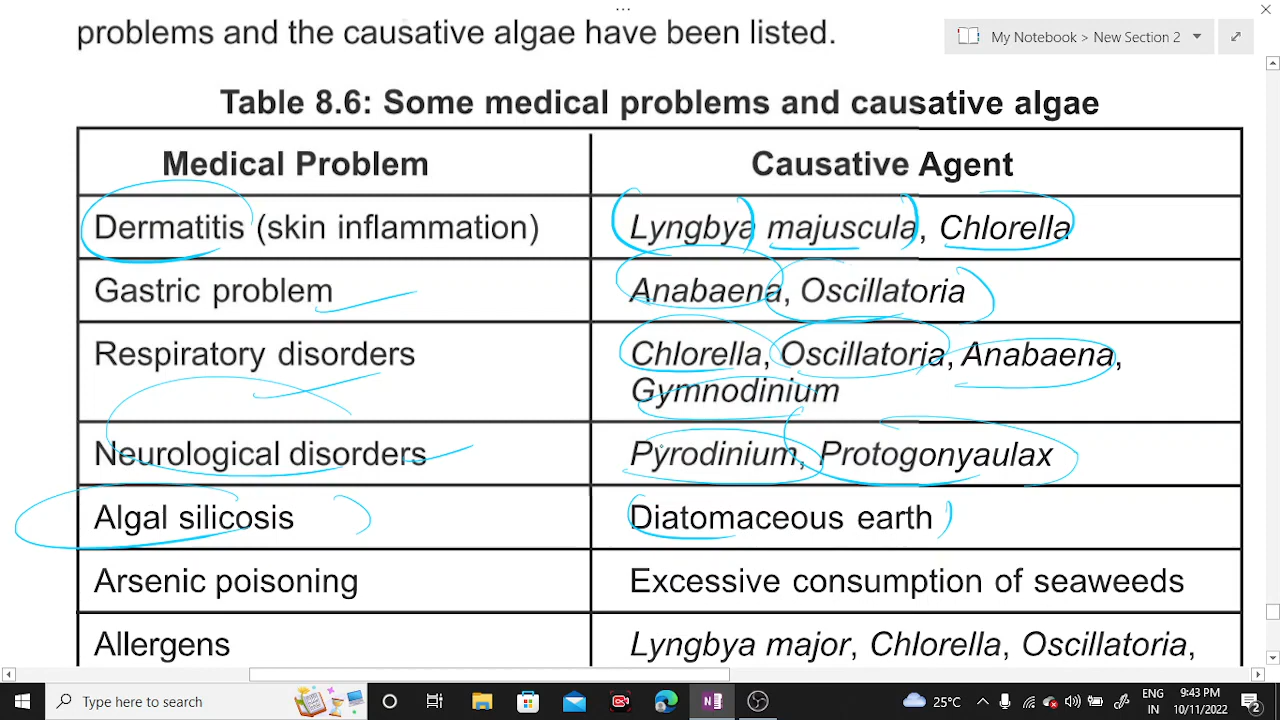 ...
problems and the causative algae have been listed.
My Notebook > New Section 2
Table 8.6: Some medical problems and causative algae
Medical Problem Causative Agent
Dermatitis (skin inflammation) Lyngbya majuscula, Chlorella
Gastric problem Anabaena, Oscillatoria
Respiratory disorders Chlorella, Oscillatoria, Anabaena,
Gymnodinium
Neurological disorders Pyrodinium, Protogonyaulax
Algal silicosis Diatomaceous earth
Arsenic poisoning Excessive consumption of seaweeds
Allergens Lyngbya major, Chlorella, Oscillatoria,
Type here to search
25°C
ENG
IN
9:43 PM
10/11/2022
2